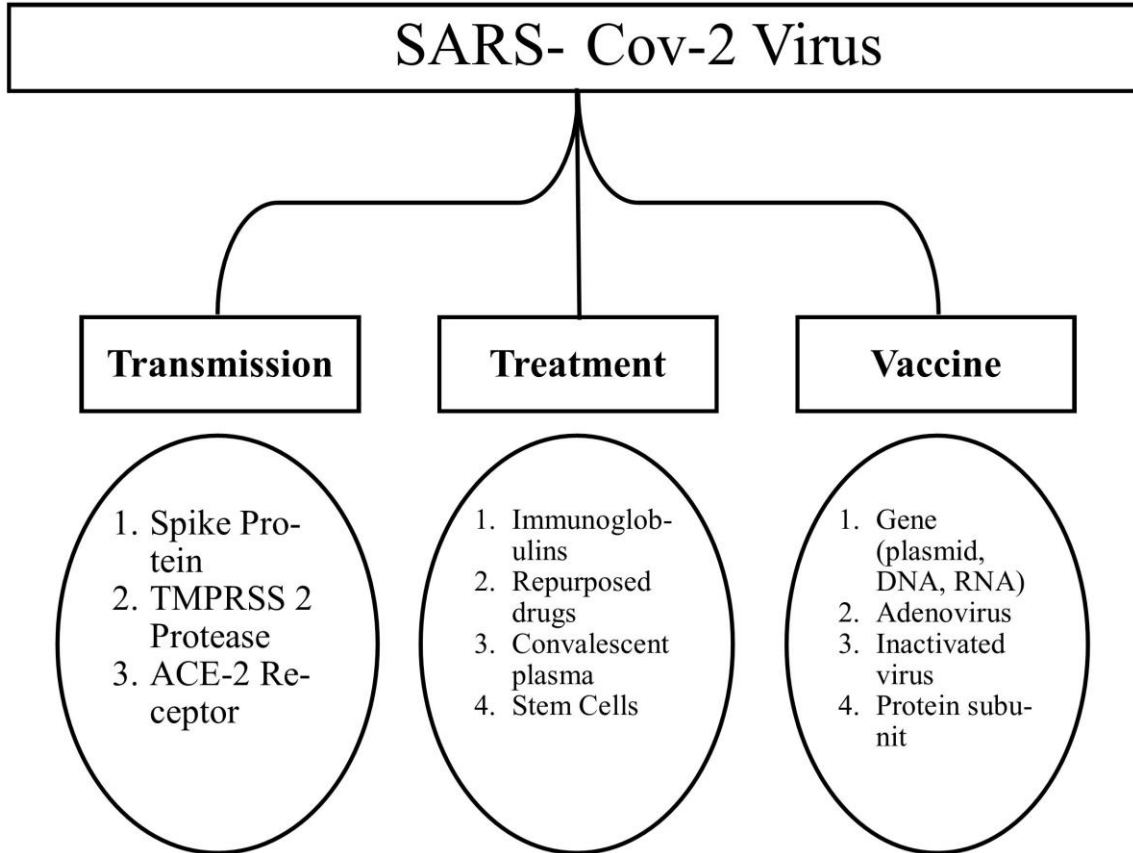 SARS- Cov-2 Virus
Transmission
Treatment
Vaccine
1. Spike Pro-
tein
2. TMPRSS 2
Protease
3. ACE-2 Re-
ceptor
1. Immunoglob-
ulins
2. Repurposed
drugs
3. Convalescent
plasma
4. Stem Cells
1. Gene
(plasmid,
DNA, RNA)
2. Adenovirus
3. Inactivated
virus
4. Protein subu-
nit